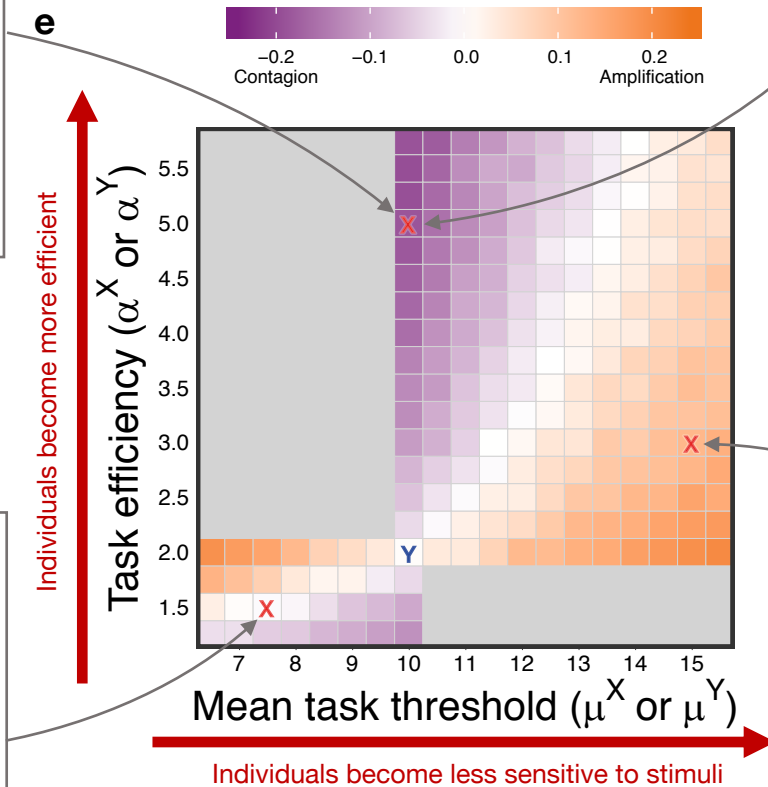 e
−0.2 −0.1 0.0 0.1 0.2
Contagion Amplification
Individuals become more efficient
Task efficiency (α^X or α^Y)
5.5
5.0
4.5
4.0
3.5
3.0
2.5
2.0
1.5
X
X
Y
X
7 8 9 10 11 12 13 14 15
Mean task threshold (μ^X or μ^Y)
Individuals become less sensitive to stimuli